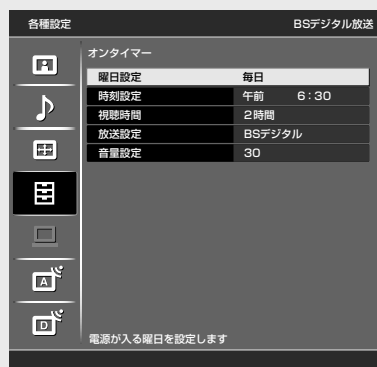 各種設定 BSデジタル放送
オンタイマー
曜日設定 毎日
時刻設定 午前 6:30
視聴時間 2時間
放送設定 BSデジタル
音量設定 30
A
D
電源が入る曜日を設定します